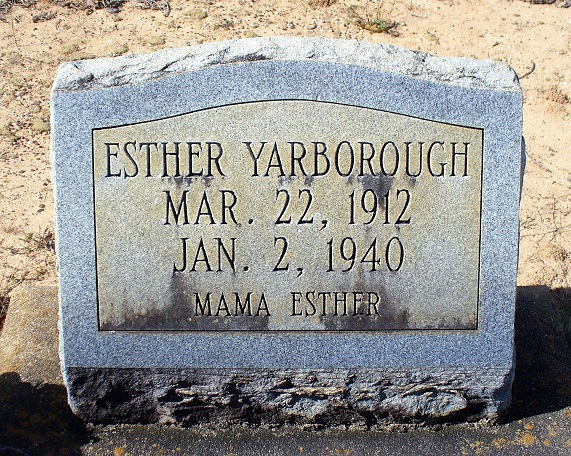 ESTHER YARBOROUGH
MAR. 22, 1912
JAN. 2, 1940
MAMA ESTHER